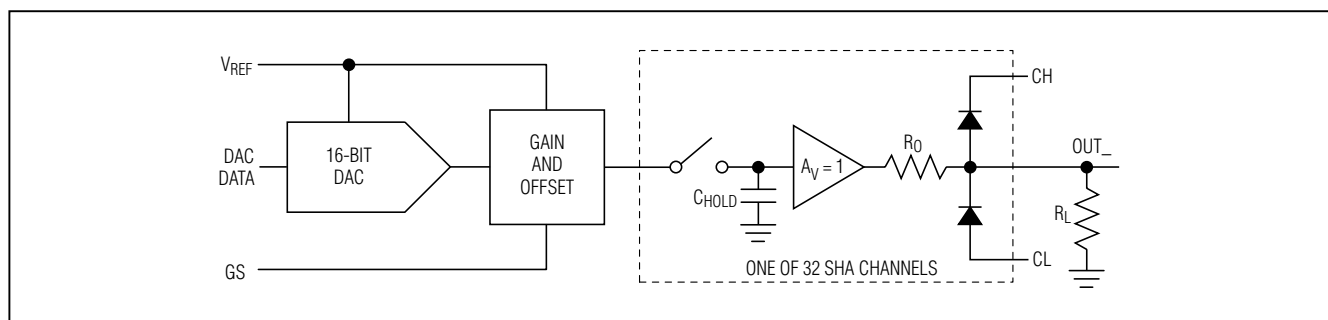 VREF
DAC
DATA
16-BIT
DAC
GAIN
AND
OFFSET
GS
CHOLD
AV = 1
RO
CH
OUT_
RL
CL
ONE OF 32 SHA CHANNELS